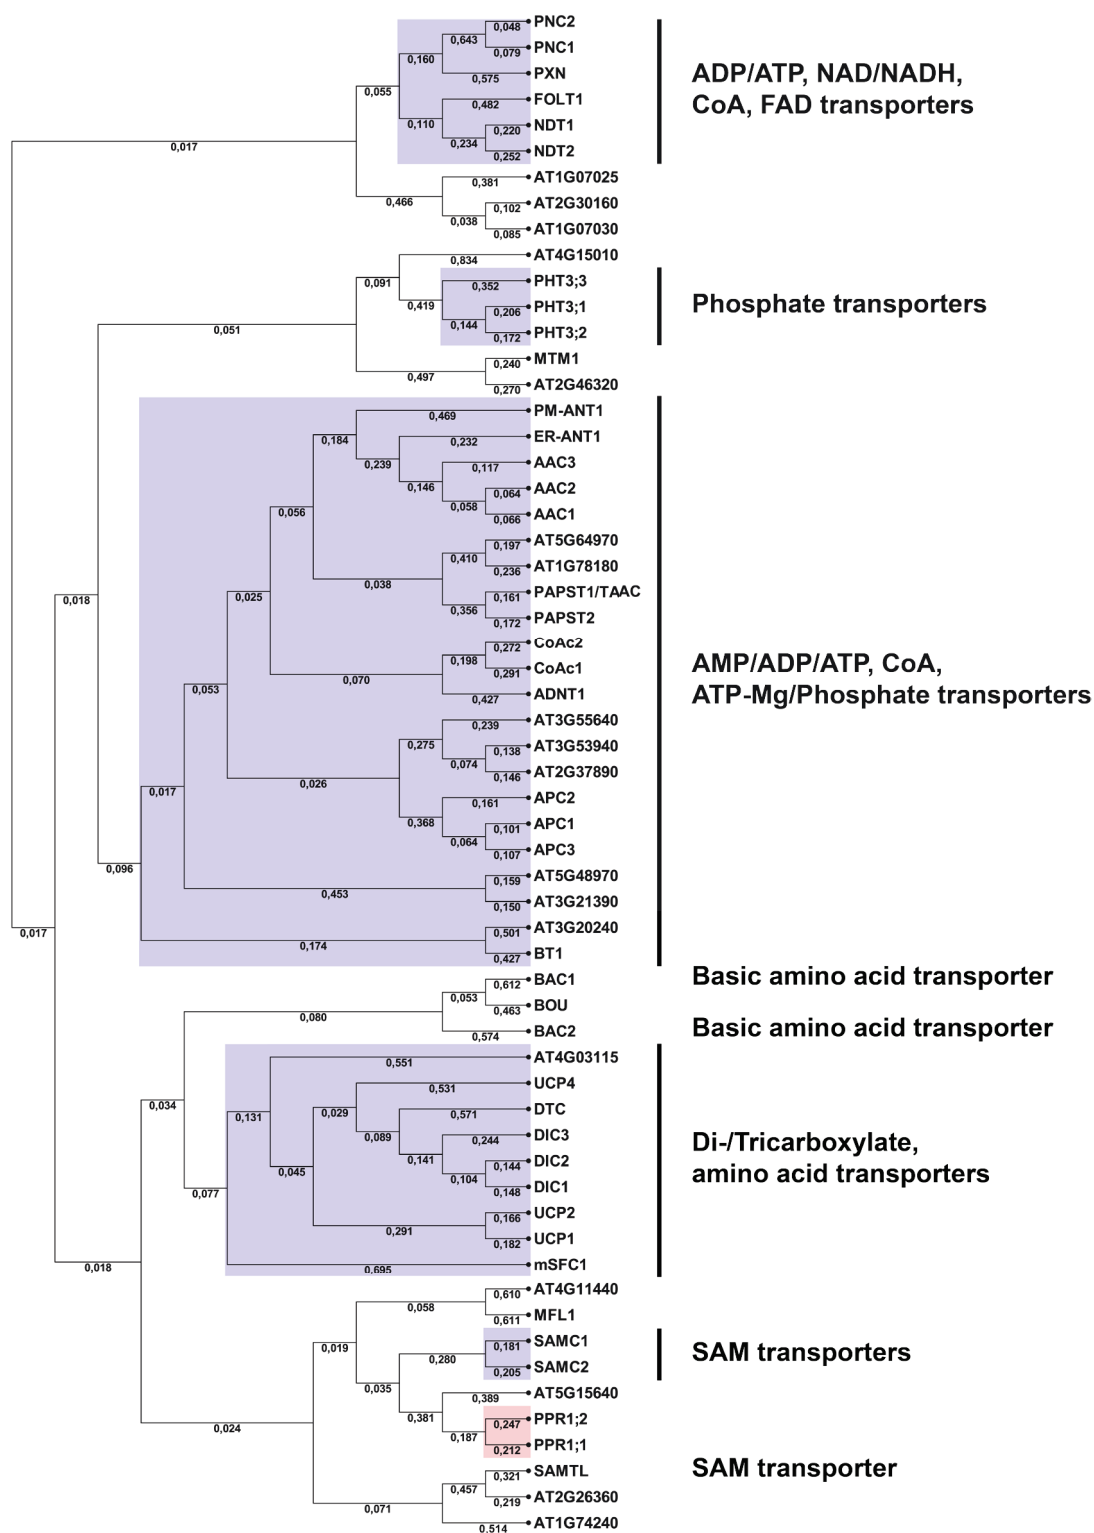 PNC2
0,048
0,643
PNC1
0,079
0,160
PXN
0,575
ADP/ATP, NAD/NADH,
CoA, FAD transporters
0,055
FOLT1
0,482
0,110
NDT1
0,220
0,234
NDT2
0,252
0,017
AT1G07025
0,381
0,466
AT2G30160
0,102
0,038
AT1G07030
0,085
AT4G15010
0,834
0,091
PHT3;3
0,352
0,419
PHT3;1
0,206
0,144
PHT3;2
0,172
Phosphate transporters
0,051
MTM1
0,240
0,497
AT2G46320
0,270
PM-ANT1
0,469
0,184
ER-ANT1
0,232
0,239
AAC3
0,117
0,146
AAC2
0,064
0,058
AAC1
0,066
0,056
AT5G64970
0,197
0,410
AT1G78180
0,236
0,038
PAPST1/TAAC
0,161
0,356
PAPST2
0,172
0,018
0,025
CoAc2
0,272
0,198
CoAc1
0,291
0,070
ADNT1
0,427
0,053
AMP/ADP/ATP, CoA,
ATP-Mg/Phosphate transporters
AT3G55640
0,239
0,275
AT3G53940
0,138
0,074
AT2G37890
0,146
0,026
0,017
APC2
0,161
0,368
APC1
0,101
0,064
APC3
0,107
0,096
AT5G48970
0,159
0,453
AT3G21390
0,150
0,017
AT3G20240
0,501
0,174
BT1
0,427
BAC1
0,612
Basic amino acid transporter
0,053
BOU
0,463
0,080
BAC2
0,574
Basic amino acid transporter
AT4G03115
0,551
0,034
0,131
UCP4
0,531
0,029
DTC
0,571
0,089
DIC3
0,244
0,141
DIC2
0,144
0,104
DIC1
0,148
0,045
0,077
Di-/Tricarboxylate,
amino acid transporters
UCP2
0,166
0,291
UCP1
0,182
mSFC1
0,695
0,018
AT4G11440
0,610
0,058
MFL1
0,611
0,019
SAMC1
0,181
0,280
SAMC2
0,205
SAM transporters
0,035
AT5G15640
0,389
0,381
PPR1;2
0,247
0,187
PPR1;1
0,212
0,024
SAMTL
0,321
SAM transporter
0,457
AT2G26360
0,219
0,071
AT1G74240
0.514